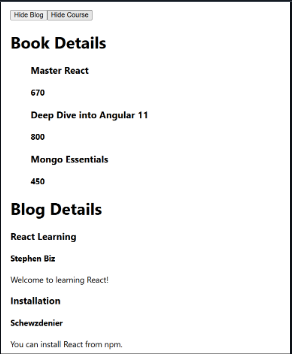 Hide Blog Hide Course
Book Details
Master React
670
Deep Dive into Angular 11
800
Mongo Essentials
450
Blog Details
React Learning
Stephen Biz
Welcome to learning React!
Installation
Schewzdenier
You can install React from npm.